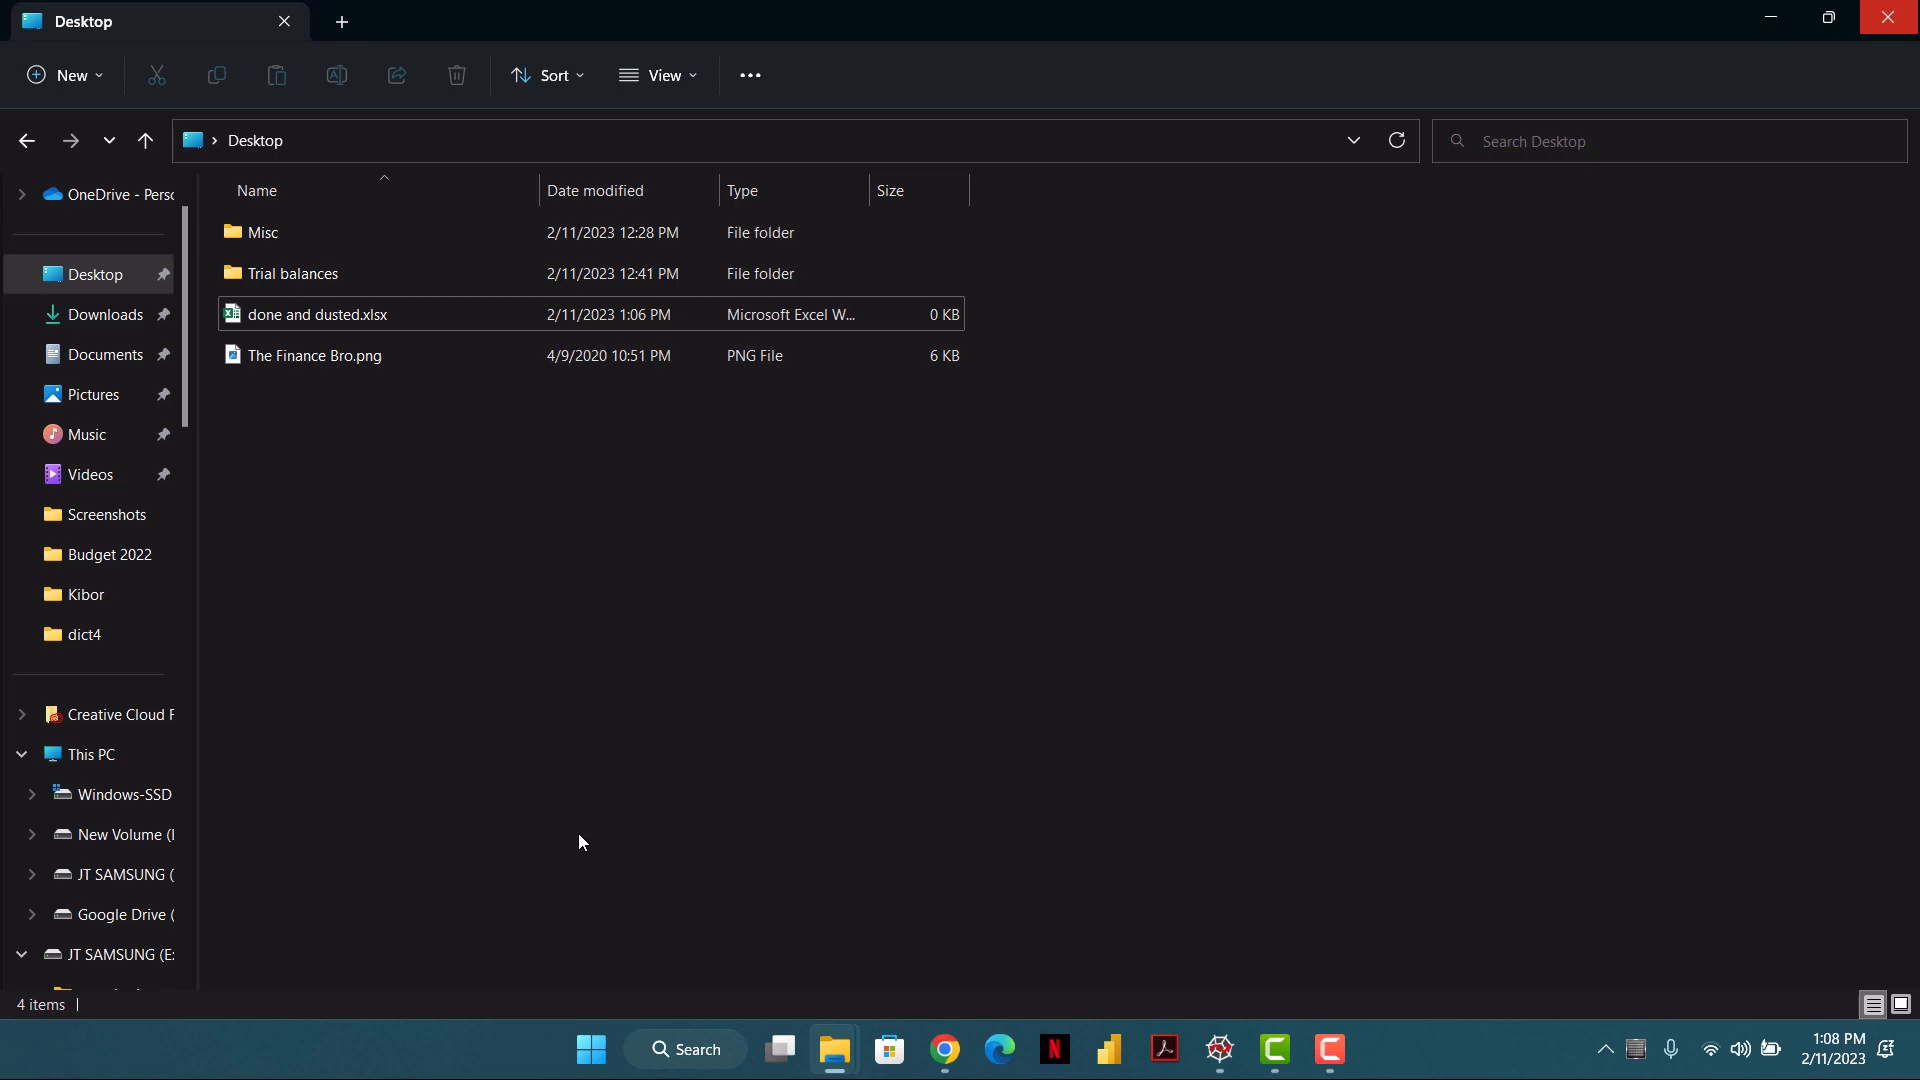 Desktop
New
Sort
View
Desktop
Search Desktop
OneDrive - Persc
Desktop
Downloads
Documents
Pictures
Music
Videos
Screenshots
Budget 2022
Kibor
dict4
Creative Cloud F
This PC
Windows-SSD
New Volume (
JT SAMSUNG (
Google Drive (
JT SAMSUNG (E:
Name Date modified Type Size
Misc 2/11/2023 12:28 PM File folder
Trial balances 2/11/2023 12:41 PM File folder
done and dusted.xlsx 2/11/2023 1:06 PM Microsoft Excel W... 0 KB
The Finance Bro.png 4/9/2020 10:51 PM PNG File 6 KB
4 items
Search
1:08 PM
2/11/2023